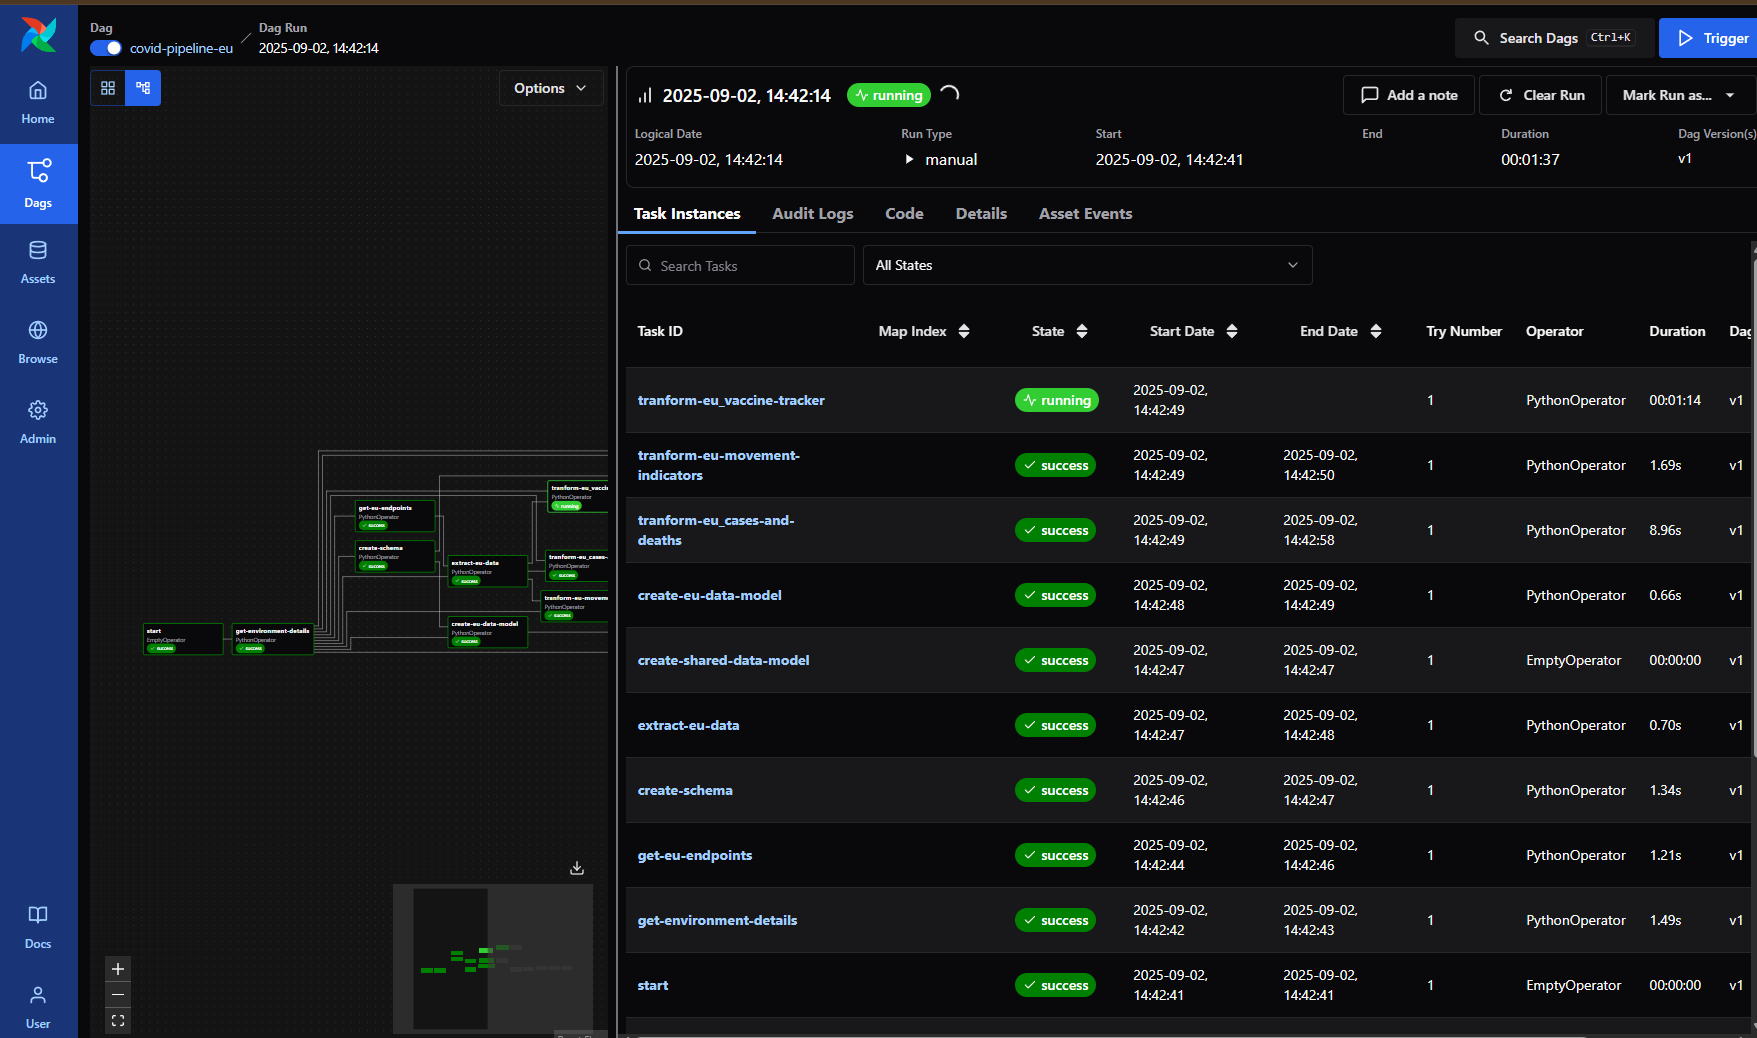 Dag
covid-pipeline-eu
Dag Run
2025-09-02, 14:42:14
Search Dags Ctrl+K
Trigger
Home
Dags
Assets
Browse
Admin
Docs
User
Options
2025-09-02, 14:42:14 running
Add a note
Clear Run
Mark Run as...
Logical Date Run Type Start End Duration Dag Version(s)
2025-09-02, 14:42:14 manual 2025-09-02, 14:42:41 00:01:37 v1
Task Instances Audit Logs Code Details Asset Events
Search Tasks
All States
Task ID Map Index State Start Date End Date Try Number Operator Duration Dag
tranform-eu_vaccine-tracker running 2025-09-02, 1 PythonOperator 00:01:14 v1
14:42:49
tranform-eu-movement- success 2025-09-02, 2025-09-02, 1 PythonOperator 1.69s v1
indicators 14:42:49 14:42:50
tranform-eu_cases-and- success 2025-09-02, 2025-09-02, 1 PythonOperator 8.96s v1
deaths 14:42:49 14:42:58
create-eu-data-model success 2025-09-02, 2025-09-02, 1 PythonOperator 0.66s v1
14:42:48 14:42:49
create-shared-data-model success 2025-09-02, 2025-09-02, 1 EmptyOperator 00:00:00 v1
14:42:47 14:42:47
extract-eu-data success 2025-09-02, 2025-09-02, 1 PythonOperator 0.70s v1
14:42:47 14:42:48
create-schema success 2025-09-02, 2025-09-02, 1 PythonOperator 1.34s v1
14:42:46 14:42:47
get-eu-endpoints success 2025-09-02, 2025-09-02, 1 PythonOperator 1.21s v1
14:42:44 14:42:46
get-environment-details success 2025-09-02, 2025-09-02, 1 PythonOperator 1.49s v1
14:42:42 14:42:43
start success 2025-09-02, 2025-09-02, 1 EmptyOperator 00:00:00 v1
14:42:41 14:42:41
start
EmptyOperator
success
get-environment-details
PythonOperator
success
get-eu-endpoints
PythonOperator
success
create-schema
PythonOperator
success
extract-eu-data
PythonOperator
success
create-eu-data-model
PythonOperator
success
tranform-eu_vacci
PythonOperator
running
tranform-eu_cases-
PythonOperator
success
tranform-eu-movem
PythonOperator
success